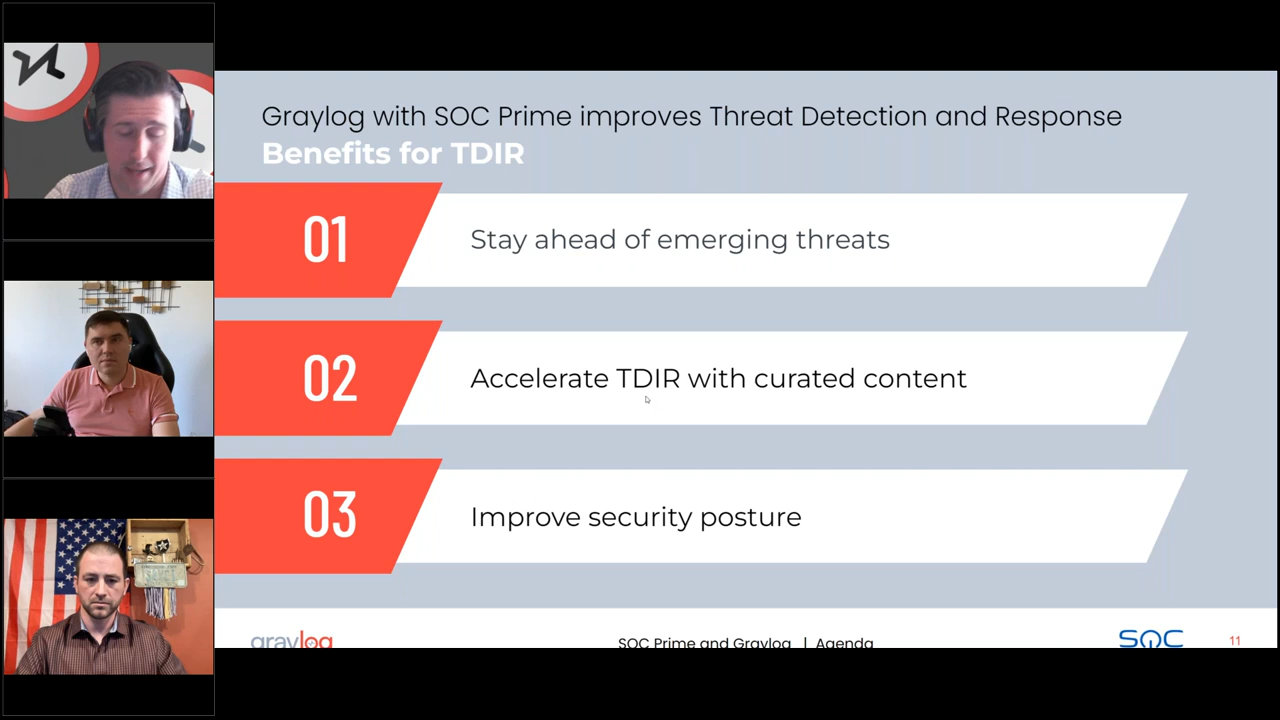 Graylog with SOC Prime improves Threat Detection and Response
Benefits for TDIR
01
Stay ahead of emerging threats
02
Accelerate TDIR with curated content
03
Improve security posture
graylog
SOC Prime and Graylog | Agenda
SOC
11